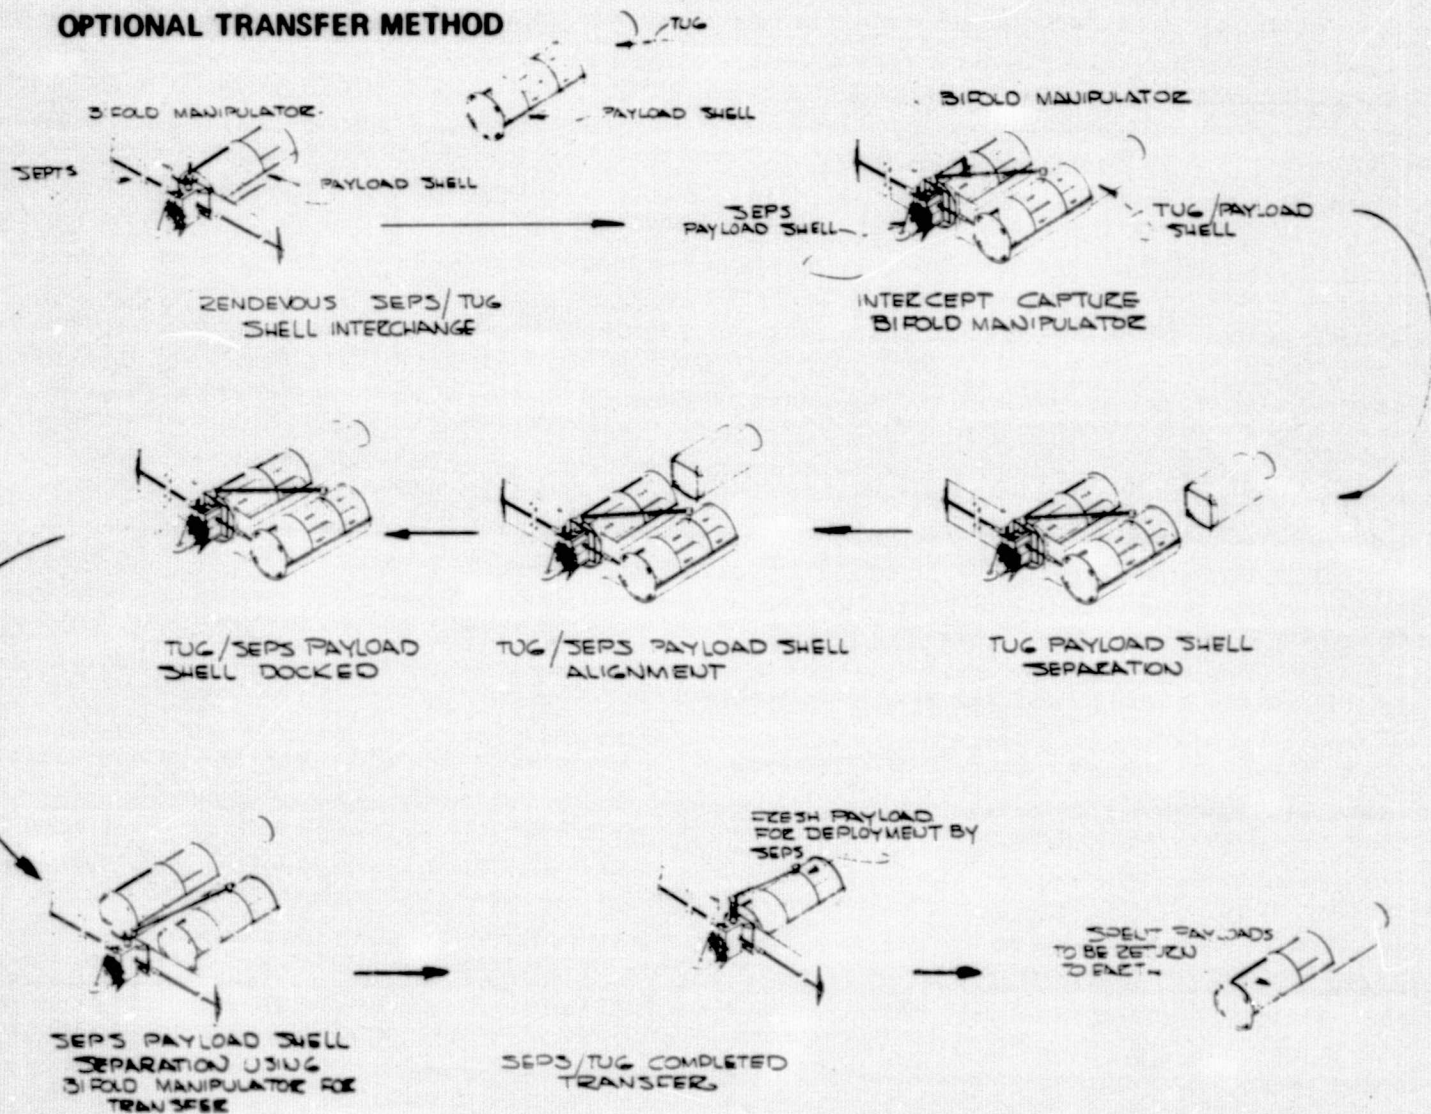 OPTIONAL TRANSFER METHOD
TUG
BIFOLD MANIPULATOR
PAYLOAD SHELL
SEPTS
PAYLOAD SHELL
BIFOLD MANIPULATOR
SEPS
PAYLOAD SHELL
TUG/PAYLOAD
SHELL
RENDEVOUS SEPS/TUG
SHELL INTERCHANGE
INTERCEPT CAPTURE
BIFOLD MANIPULATOR
TUG/SEPS PAYLOAD
SHELL DOCKED
TUG/SEPS PAYLOAD SHELL
ALIGNMENT
TUG PAYLOAD SHELL
SEPARATION
FRESH PAYLOAD
FOR DEPLOYMENT BY
SEPS
SPENT PAYLOADS
TO BE RETURN
TO EARTH
SEPS PAYLOAD SHELL
SEPARATION USING
BIFOLD MANIPULATOR FOR
TRANSFER
SEPS/TUG COMPLETED
TRANSFER